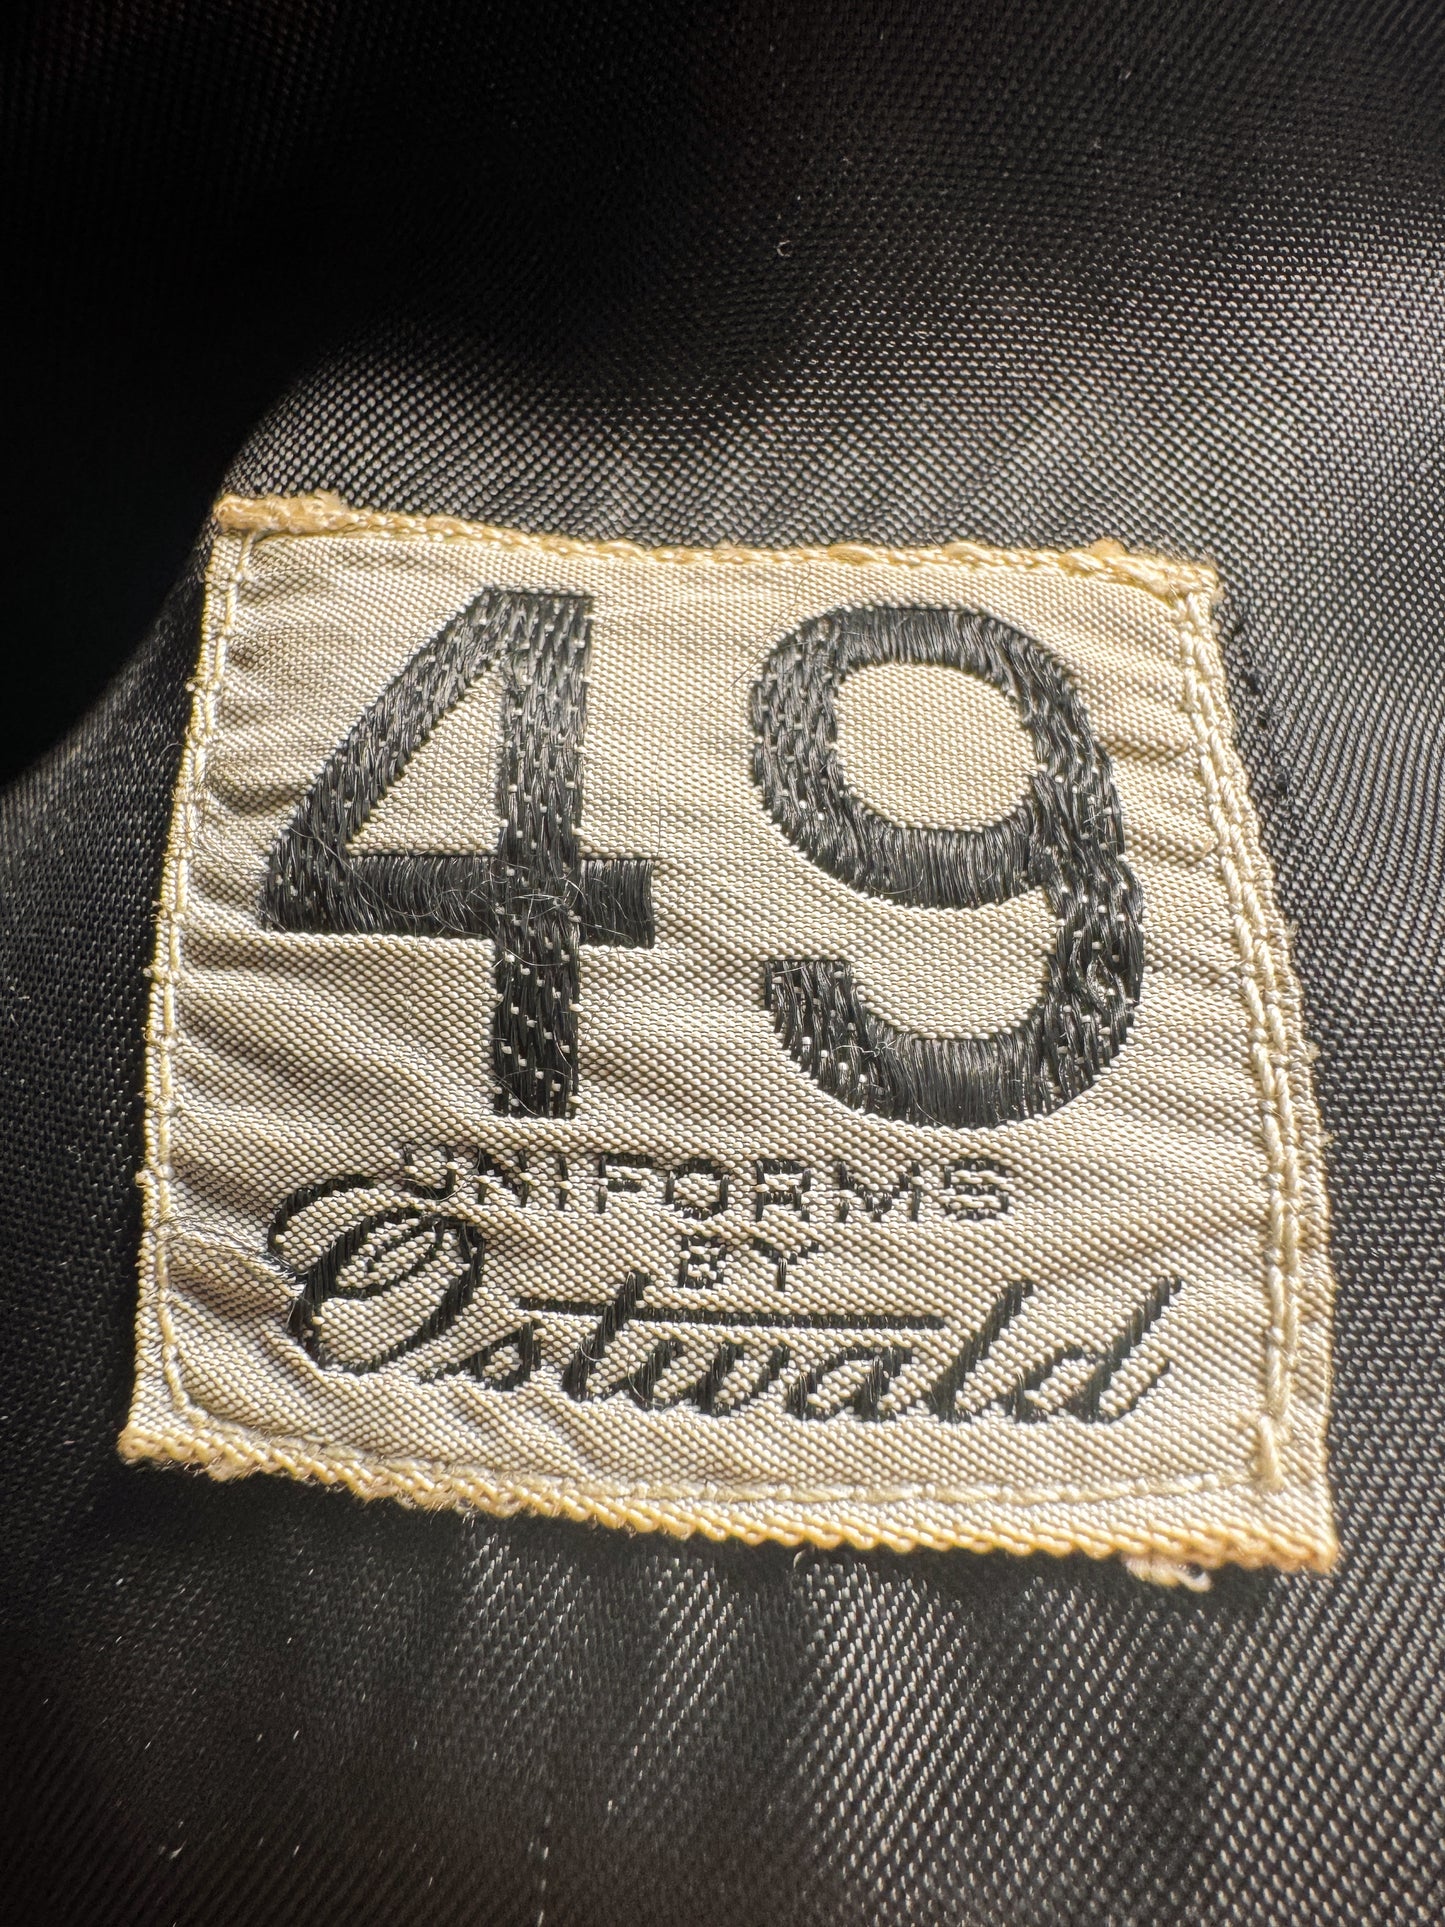 49
UNIFORMS
BY
Ostwald